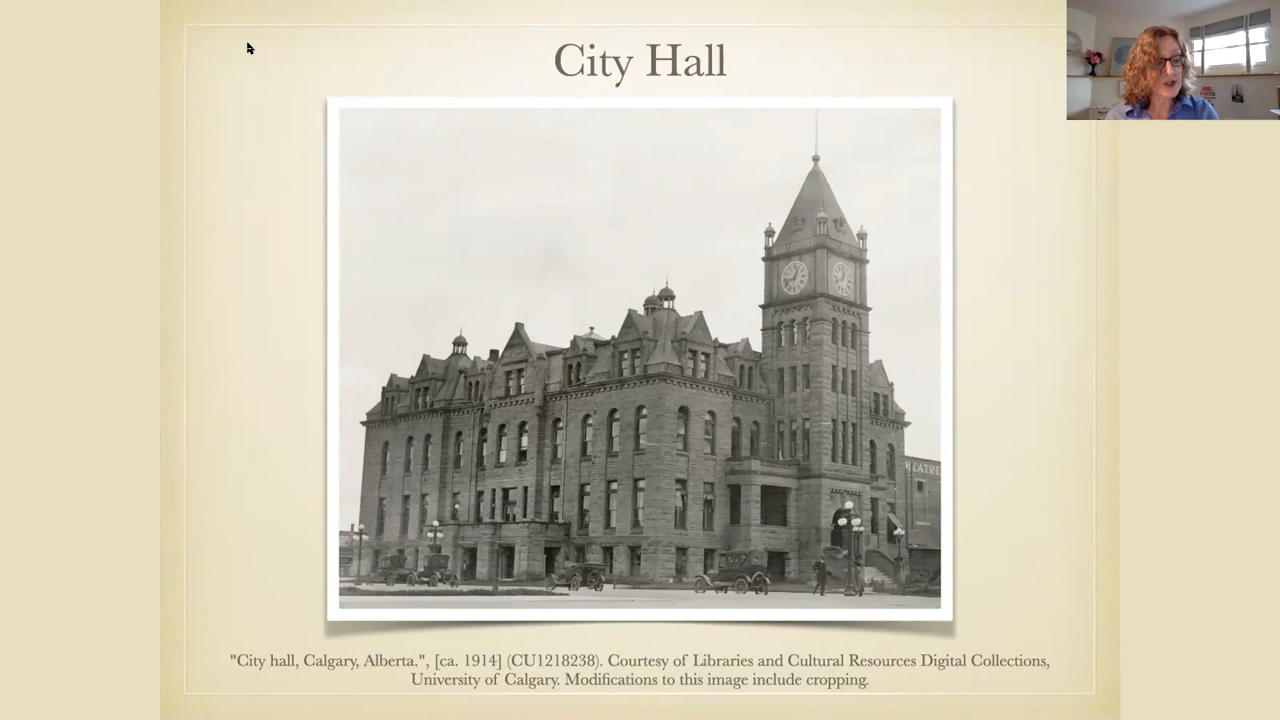 City Hall
HEATRE
"City hall, Calgary, Alberta.", [ca. 1914] (CU1218238). Courtesy of Libraries and Cultural Resources Digital Collections,
University of Calgary. Modifications to this image include cropping.